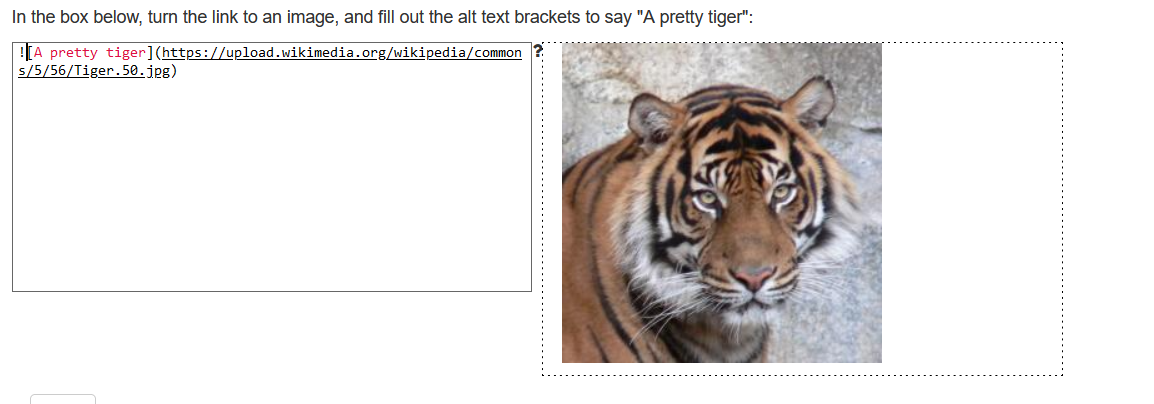 In the box below, turn the link to an image, and fill out the alt text brackets to say "A pretty tiger":
![A pretty tiger](https://upload.wikimedia.org/wikipedia/common
s/5/56/Tiger.50.jpg)
?